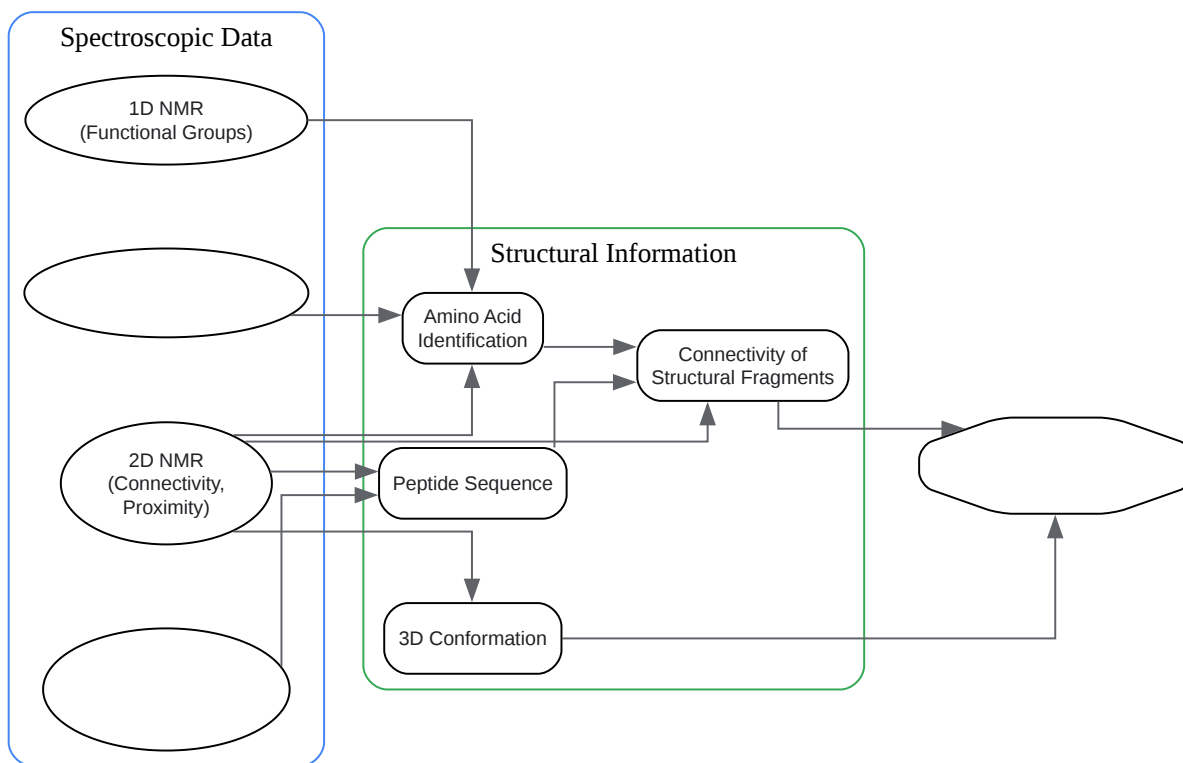 Spectroscopic Data
1D NMR
(Functional Groups)
Structural Information
Amino Acid
Identification
Connectivity of
Structural Fragments
2D NMR
(Connectivity,
Proximity)
Peptide Sequence
3D Conformation